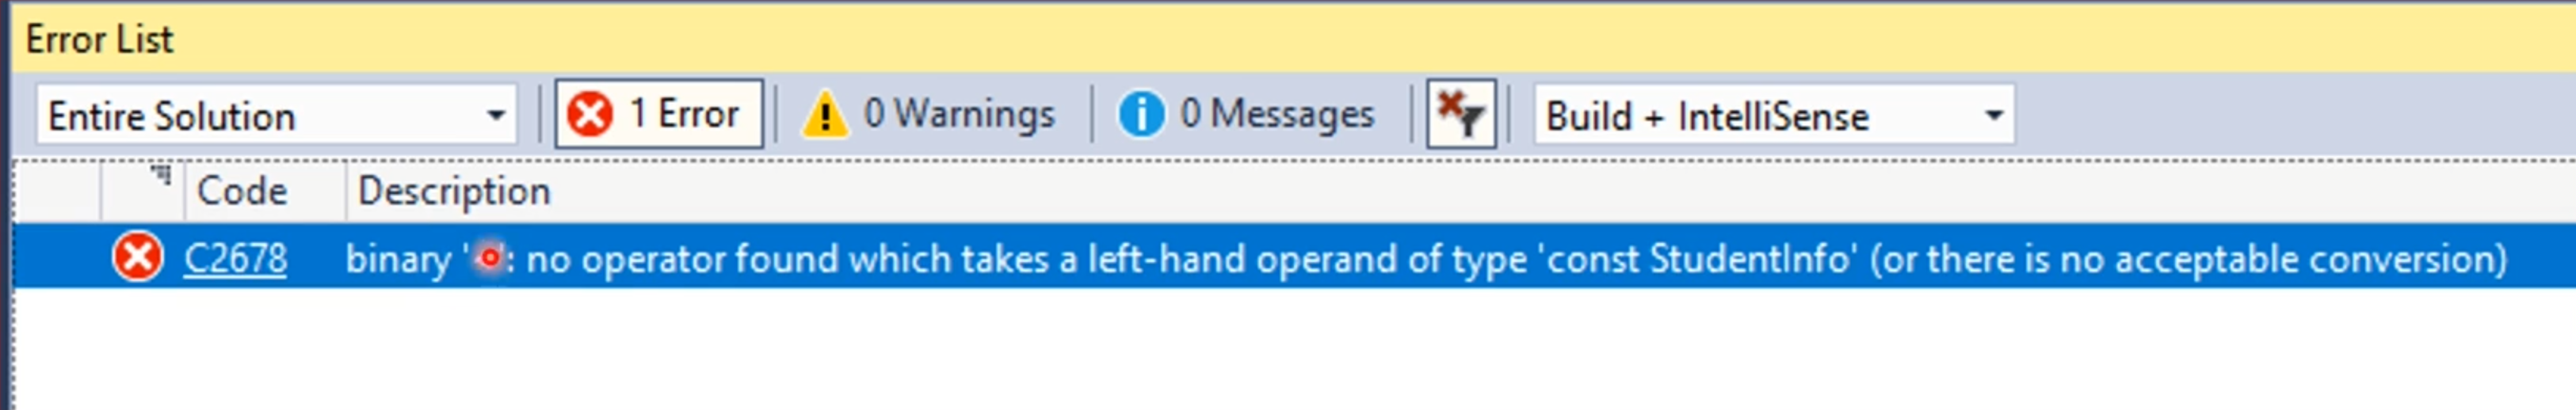 Error List
Entire Solution 1 Error 0 Warnings 0 Messages Build + IntelliSense
Code Description
C2678 binary ' : no operator found which takes a left-hand operand of type 'const StudentInfo' (or there is no acceptable conversion)